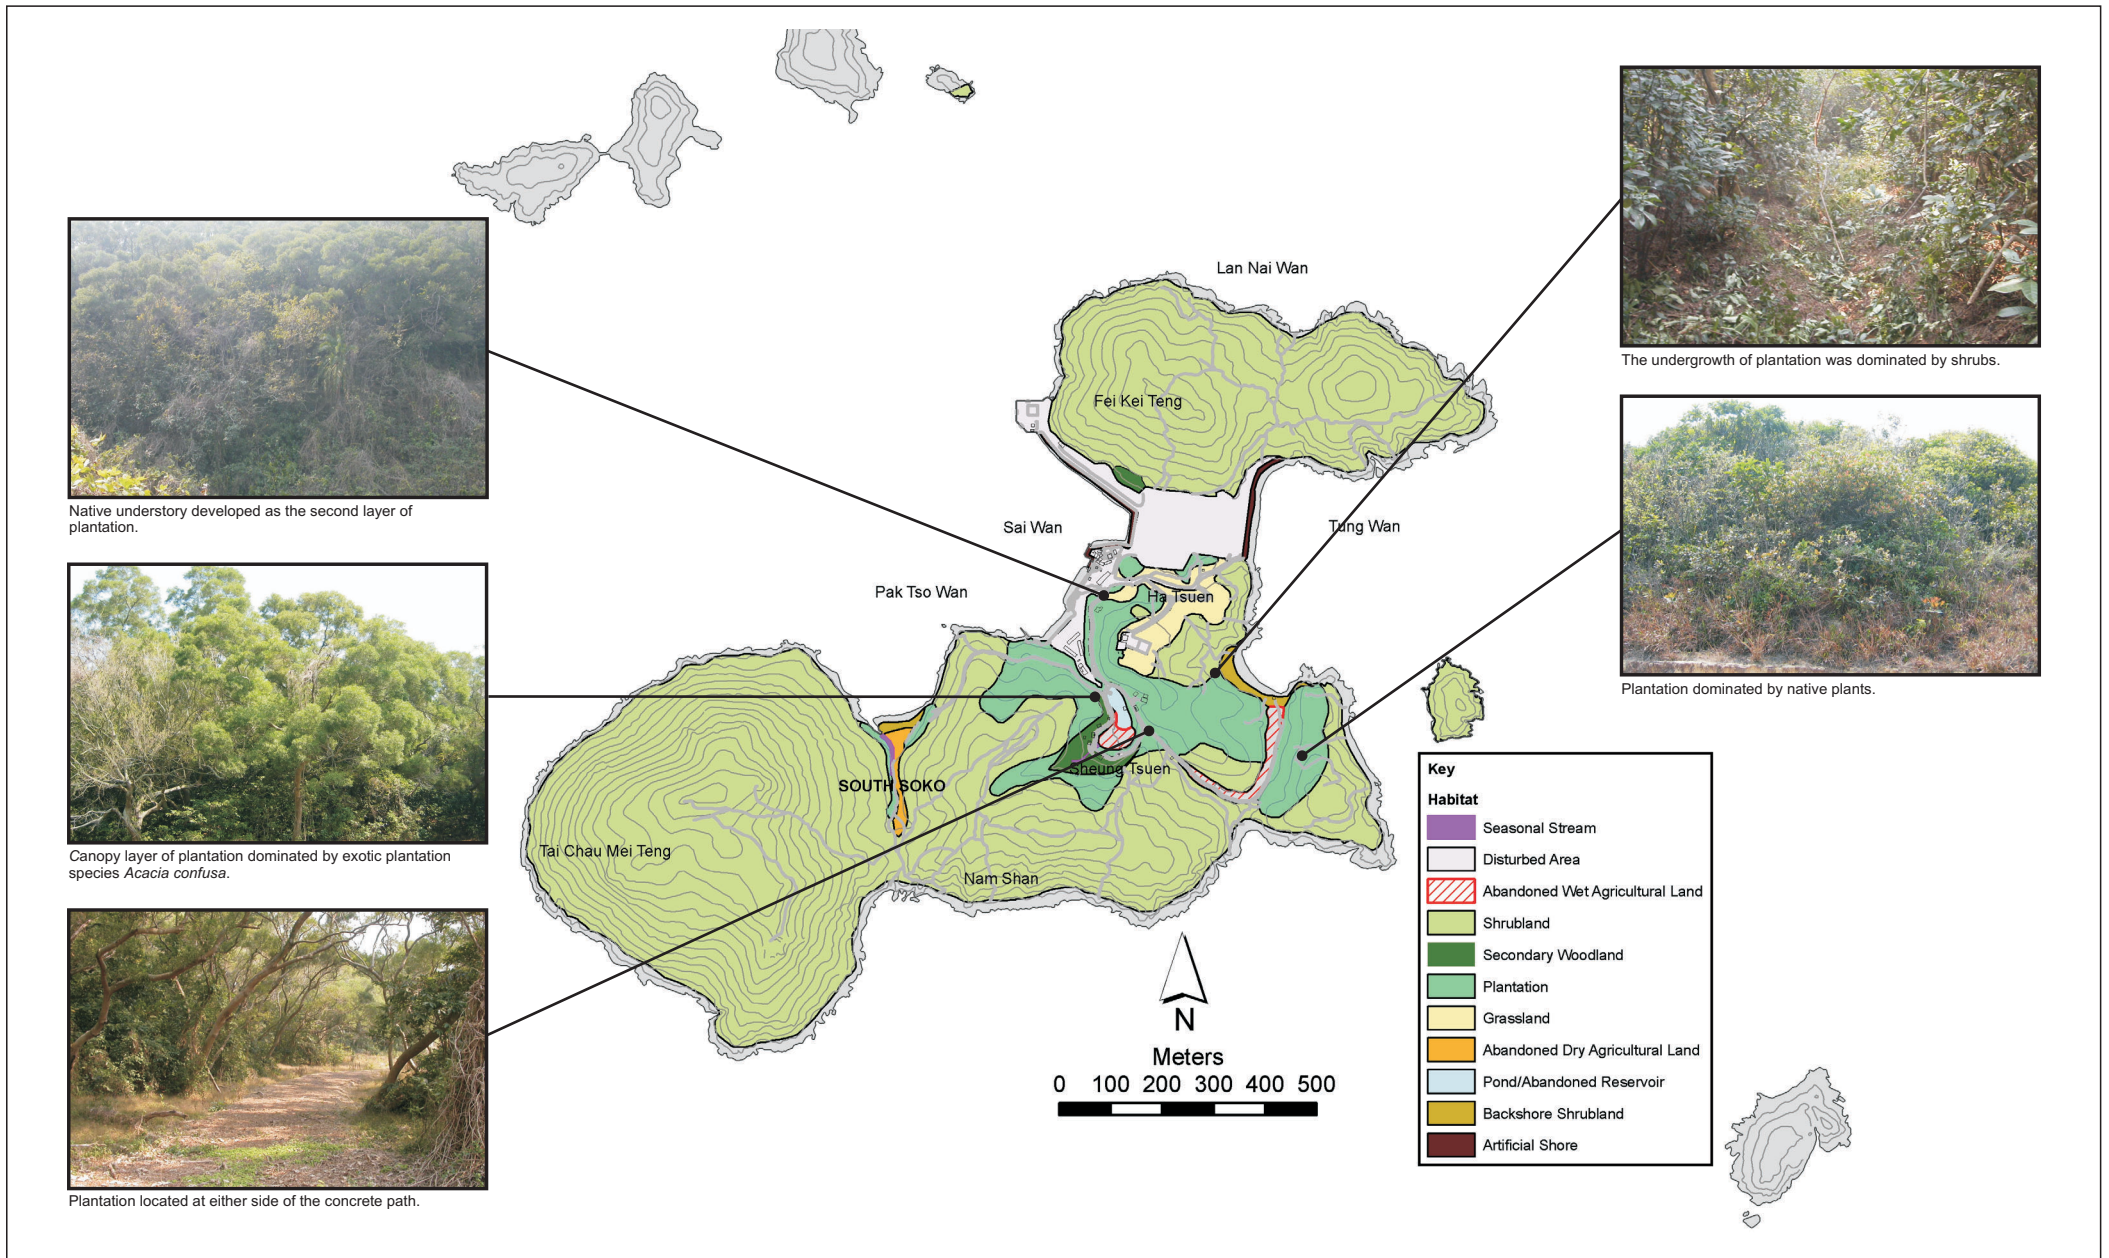 Lan Nai Wan
Fei Kei Teng
Sai Wan
Tung Wan
Pak Tso Wan
Ha Tsuen
Sheung Tsuen
SOUTH SOKO
Tai Chau Mei Teng
Nam Shan
Native understory developed as the second layer of
plantation.
Canopy layer of plantation dominated by exotic plantation
species Acacia confusa.
Plantation located at either side of the concrete path.
The undergrowth of plantation was dominated by shrubs.
Plantation dominated by native plants.
N
Meters
0 100 200 300 400 500
Key
Habitat
Seasonal Stream
Disturbed Area
Abandoned Wet Agricultural Land
Shrubland
Secondary Woodland
Plantation
Grassland
Abandoned Dry Agricultural Land
Pond/Abandoned Reservoir
Backshore Shrubland
Artificial Shore